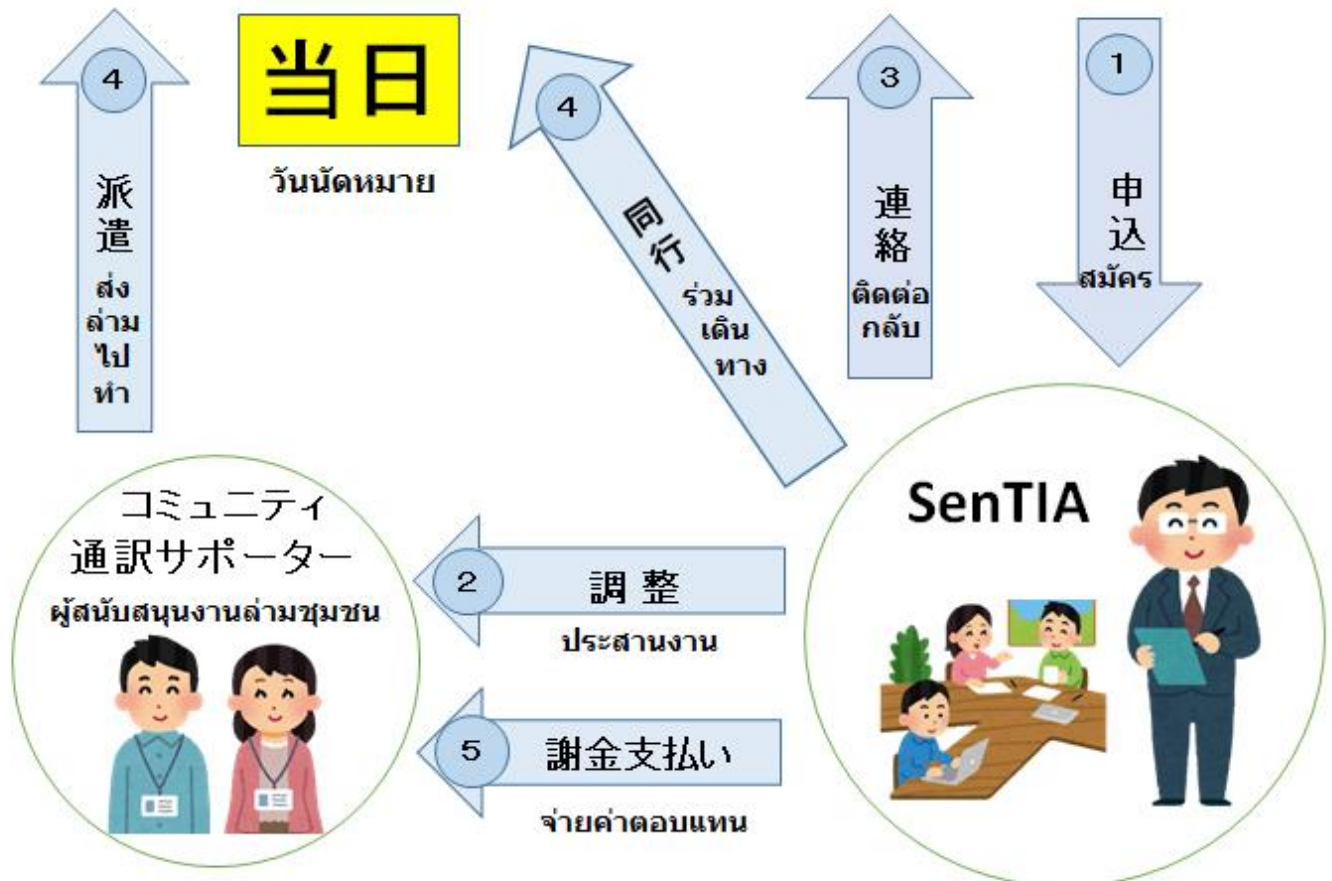 4
当日
วันนัดหมาย
4
3
1
派
遣
ส่ง
ล่าม
ไป
ทำ
同
行
ร่วม
เดิน
ทาง
連
絡
ติดต่อ
กลับ
申
込
สมัคร
コミュニティ
通訳サポーター
ผู้สนับสนุนงานล่ามชุมชน
SenTIA
2
調整
ประสานงาน
5
謝金支払い
จ่ายค่าตอบแทน